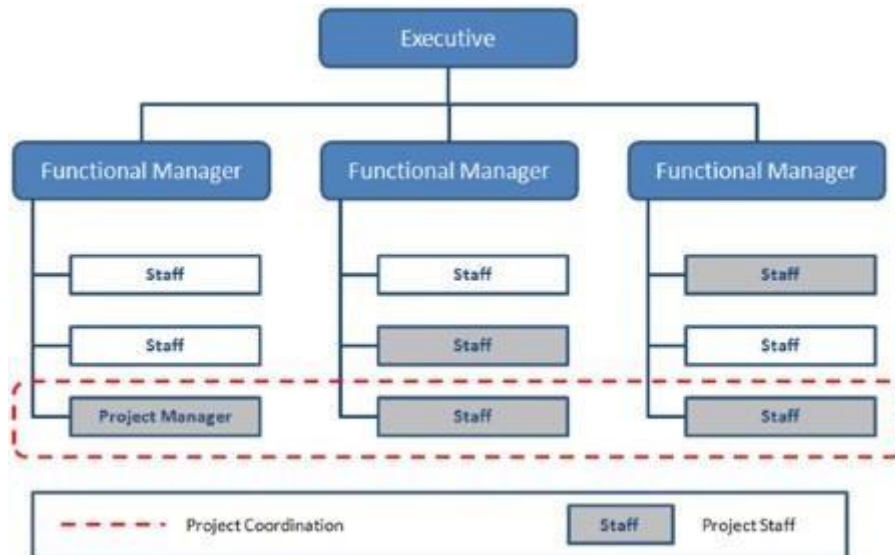 Executive
Functional Manager
Functional Manager
Functional Manager
Staff
Staff
Staff
Staff
Staff
Staff
Project Manager
Staff
Staff
Project Coordination
Staff
Project Staff